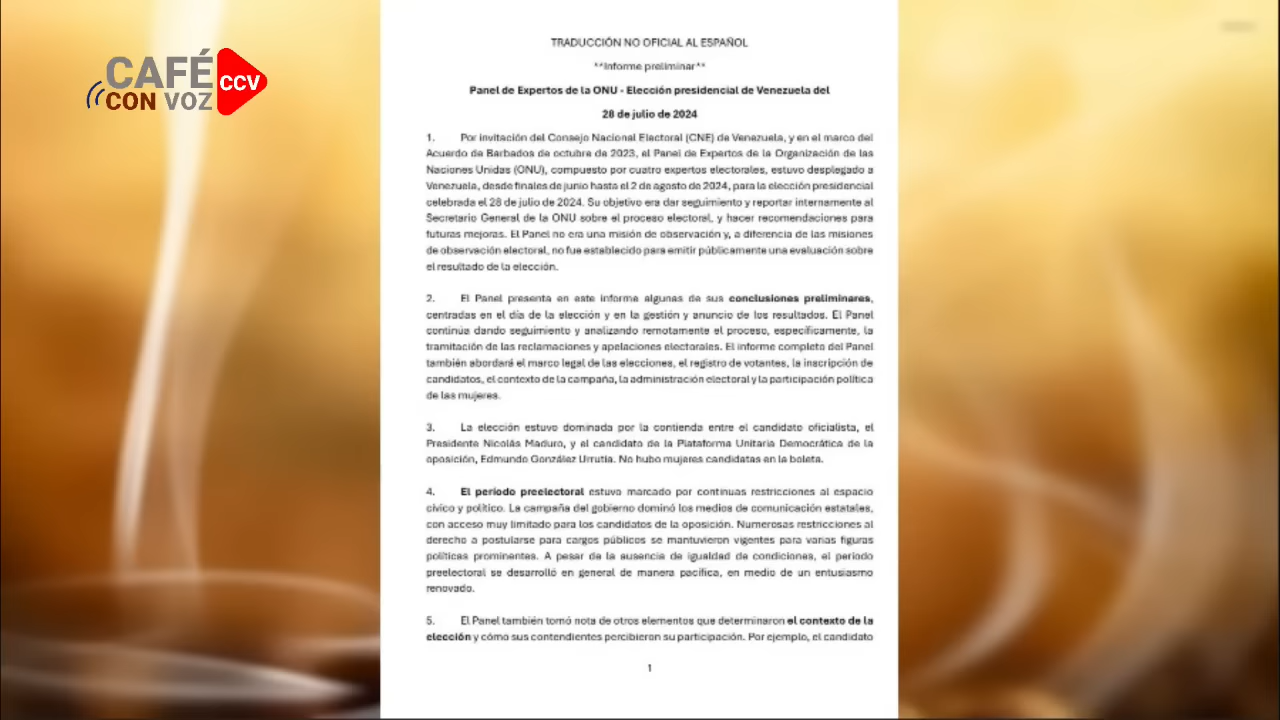 CAFÉ
CON VOZ
CCV
TRADUCCIÓN NO OFICIAL AL ESPAÑOL
**Informe preliminar**
Panel de Expertos de la ONU - Elección presidencial de Venezuela del
28 de julio de 2024
1. Por invitación del Consejo Nacional Electoral (CNE) de Venezuela, y en el marco del
Acuerdo de Barbados de octubre de 2023, el Panel de Expertos de la Organización de las
Naciones Unidas (ONU), compuesto por cuatro expertos electorales, estuvo desplegado a
Venezuela, desde finales de junio hasta el 2 de agosto de 2024, para la elección presidencial
celebrada el 28 de julio de 2024. Su objetivo era dar seguimiento y reportar internamente al
Secretario General de la ONU sobre el proceso electoral, y hacer recomendaciones para
futuras mejoras. El Panel no era una misión de observación y, a diferencia de las misiones
de observación electoral, no fue establecido para emitir públicamente una evaluación sobre
el resultado de la elección.
2. El Panel presenta en este informe algunas de sus conclusiones preliminares,
centradas en el día de la elección y en la gestión y anuncio de los resultados. El Panel
continúa dando seguimiento y analizando remotamente el proceso, específicamente, la
tramitación de las reclamaciones y apelaciones electorales. El informe completo del Panel
también abordará el marco legal de las elecciones, el registro de votantes, la inscripción de
candidatos, el contexto de la campaña, la administración electoral y la participación política
de las mujeres.
3. La elección estuvo dominada por la contienda entre el candidato oficialista, el
Presidente Nicolás Maduro, y el candidato de la Plataforma Unitaria Democrática de la
oposición, Edmundo González Urrutia. No hubo mujeres candidatas en la boleta.
4. El período preelectoral estuvo marcado por continuas restricciones al espacio
cívico y político. La campaña del gobierno dominó los medios de comunicación estatales,
con acceso muy limitado para los candidatos de la oposición. Numerosas restricciones al
derecho a postularse para cargos públicos se mantuvieron vigentes para varias figuras
políticas prominentes. A pesar de la ausencia de igualdad de condiciones, el período
preelectoral se desarrolló en general de manera pacífica, en medio de un entusiasmo
renovado.
5. El Panel también tomó nota de otros elementos que determinaron el contexto de la
elección y cómo sus contendientes percibieron su participación. Por ejemplo, el candidato
1